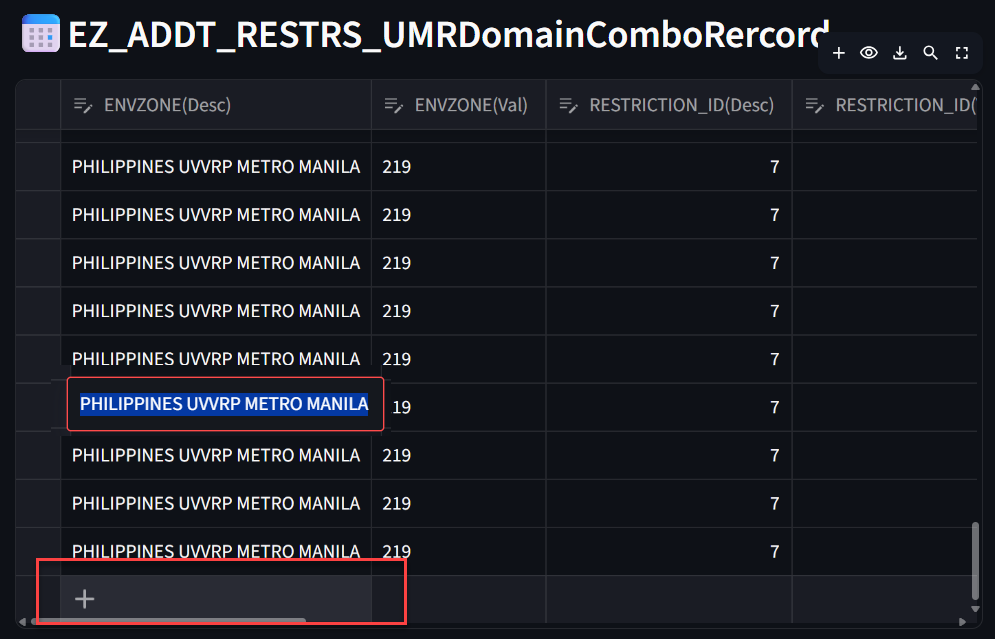 EZ_ADDT_RESTRS_UMRDomainComboRercord
ENVZONE(Desc) ENVZONE(Val) RESTRICTION_ID(Desc) RESTRICTION_ID(
PHILIPPINES UVVRP METRO MANILA 219 7
PHILIPPINES UVVRP METRO MANILA 219 7
PHILIPPINES UVVRP METRO MANILA 219 7
PHILIPPINES UVVRP METRO MANILA 219 7
PHILIPPINES UVVRP METRO MANILA 219 7
PHILIPPINES UVVRP METRO MANILA 19 7
PHILIPPINES UVVRP METRO MANILA 219 7
PHILIPPINES UVVRP METRO MANILA 219 7
PHILIPPINES UVVRP METRO MANILA 219 7